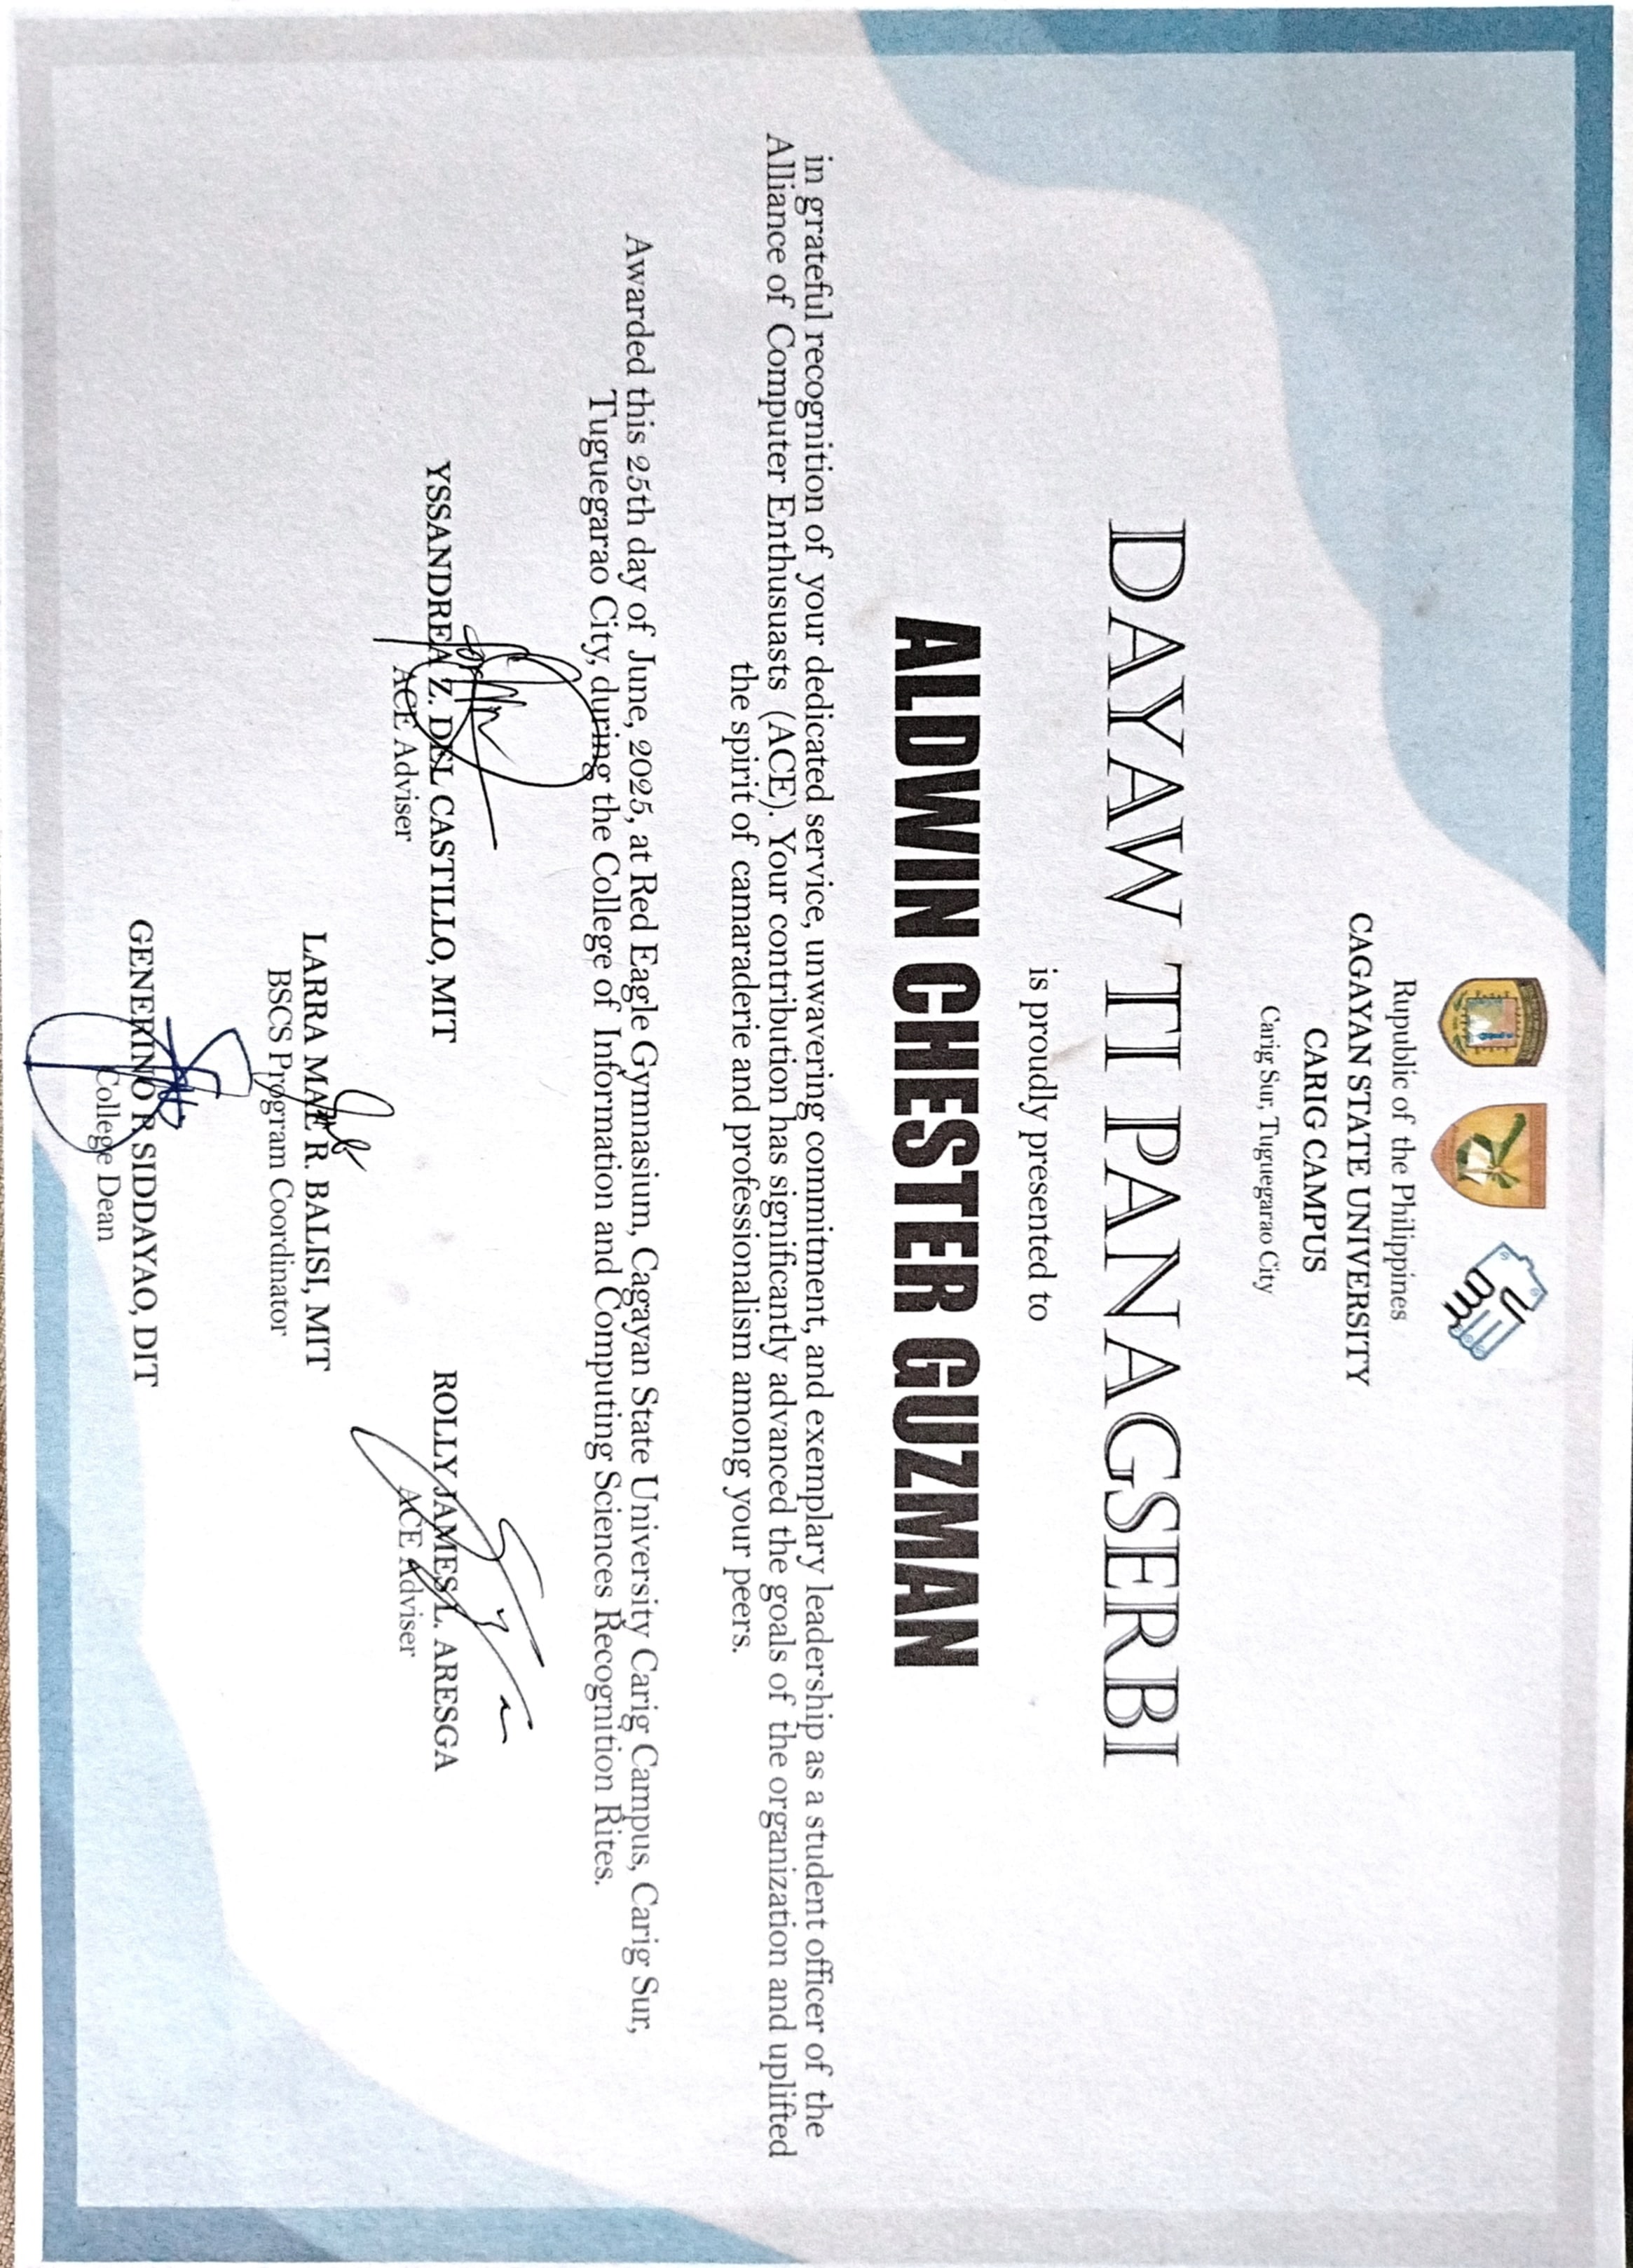 Rupublic of the Philippines
CAGAYAN STATE UNIVERSITY
CARIG CAMPUS
Carig Sur, Tuguegarao City
DAYAW TI PANAGSERBI
is proudly presented to
ALDWIN CHESTER GUZMAN
in grateful recognition of your dedicated service, unwavering commitment, and exemplary leadership as a student officer of the
Alliance of Computer Enthusuasts (ACE). Your contribution has significantly advanced the goals of the organization and uplifted
the spirit of camaraderie and professionalism among your peers.
Awarded this 25th day of June, 2025, at Red Eagle Gymnasium, Cagayan State University Carig Campus, Carig Sur,
Tuguegarao City, during the College of Information and Computing Sciences Recognition Rites.
YSSANDREA Z. DEL CASTILLO, MIT
ACE Adviser
ROLLY JAMES L. ARESGA
ACE Adviser
LARRA MAE R. BALISI, MIT
BSCS Program Coordinator
GENERINO P. SIDDAYAO, DIT
College Dean